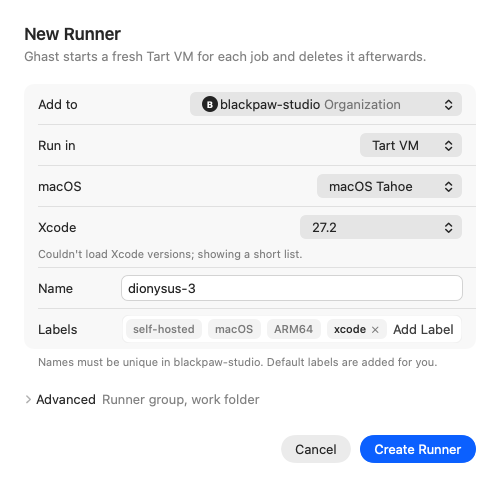 New Runner
Ghast starts a fresh Tart VM for each job and deletes it afterwards.
Add to B blackpaw-studio Organization
Run in Tart VM
macOS macOS Tahoe
Xcode 27.2
Couldn't load Xcode versions; showing a short list.
Name dionysus-3
Labels self-hosted macOS ARM64 xcode × Add Label
Names must be unique in blackpaw-studio. Default labels are added for you.
Advanced Runner group, work folder
Cancel Create Runner